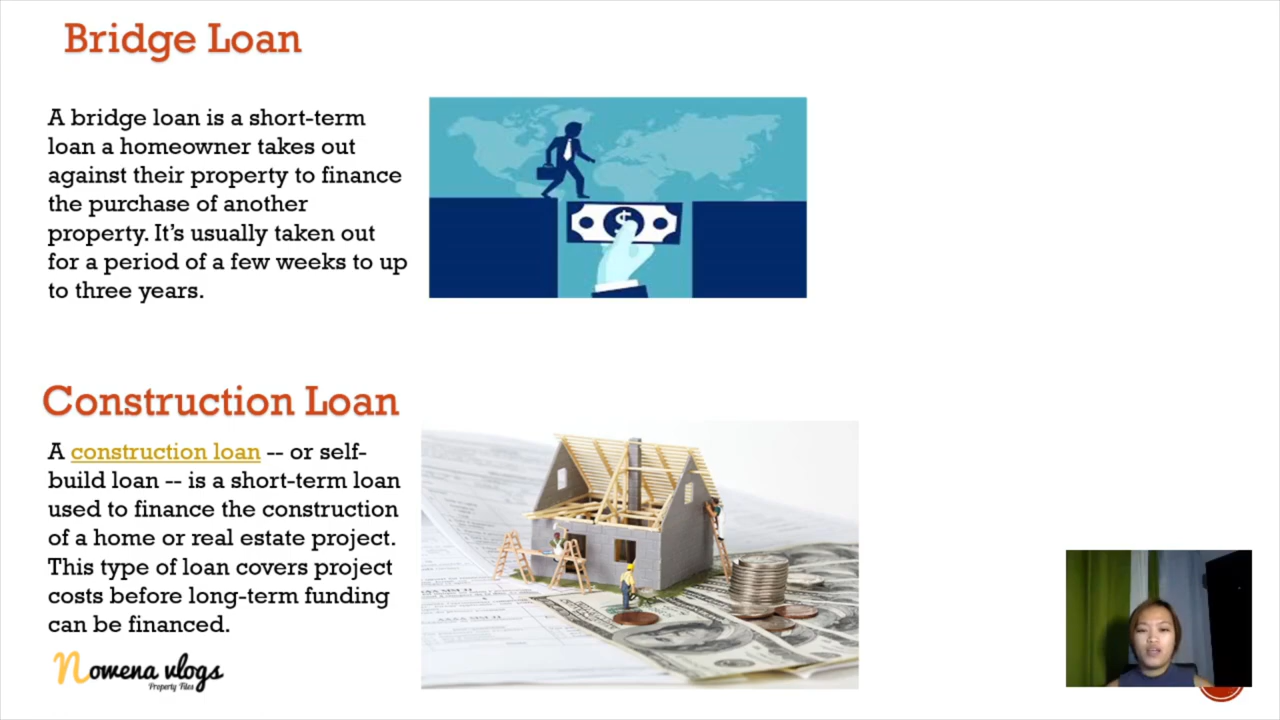 Bridge Loan
A bridge loan is a short-term
loan a homeowner takes out
against their property to finance
the purchase of another
property. It’s usually taken out
for a period of a few weeks to up
to three years.
$
Construction Loan
A construction loan -- or self-
build loan -- is a short-term loan
used to finance the construction
of a home or real estate project.
This type of loan covers project
costs before long-term funding
can be financed.
Nowena vlogs
Property Files